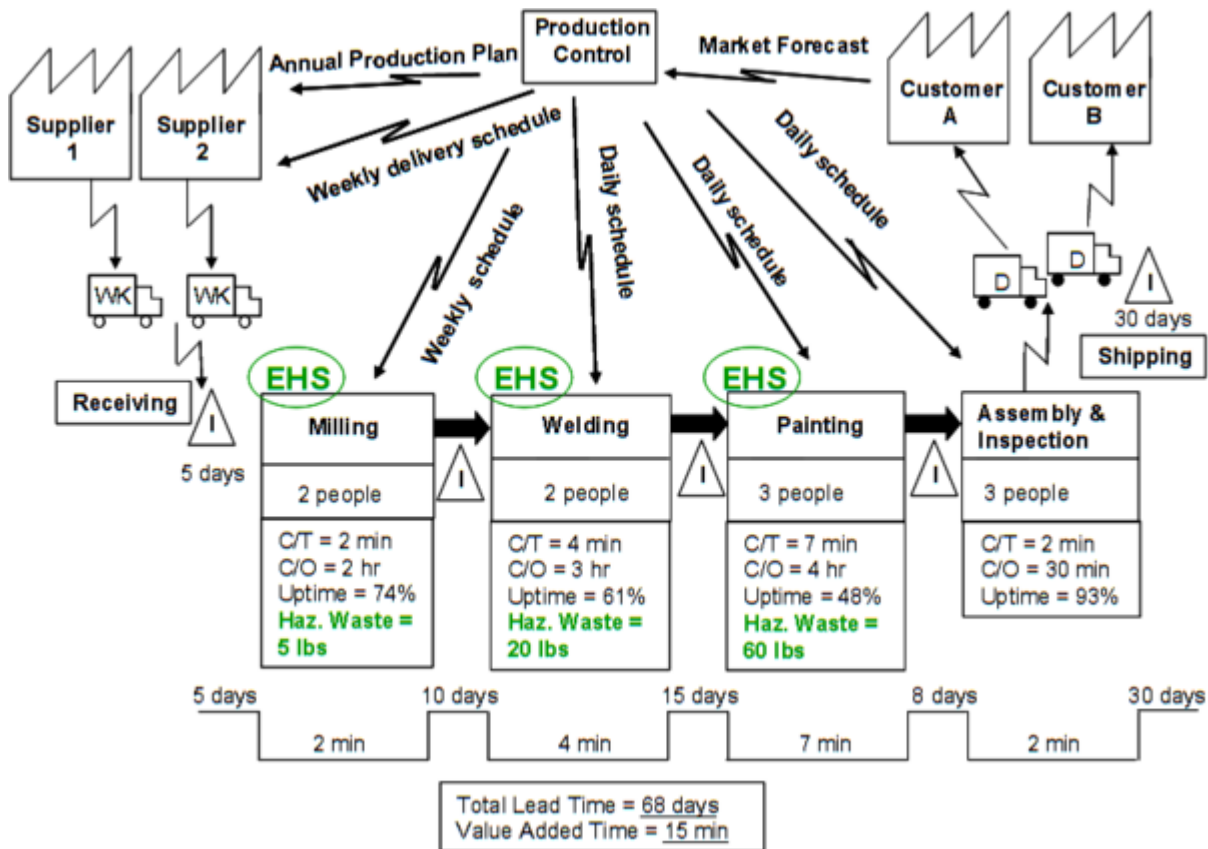 Production
Control
Annual Production Plan
Market Forecast
Supplier
1
Supplier
2
Customer
A
Customer
B
Weekly delivery schedule
Weekly schedule
Daily schedule
Daily schedule
Daily schedule
WK
WK
D
D
I
30 days
Shipping
Receiving
I
5 days
EHS
Milling
2 people
C/T = 2 min
C/O = 2 hr
Uptime = 74%
Haz. Waste =
5 lbs
I
EHS
Welding
2 people
C/T = 4 min
C/O = 3 hr
Uptime = 61%
Haz. Waste =
20 lbs
I
EHS
Painting
3 people
C/T = 7 min
C/O = 4 hr
Uptime = 48%
Haz. Waste =
60 lbs
I
Assembly &
Inspection
3 people
C/T = 2 min
C/O = 30 min
Uptime = 93%
5 days
10 days
15 days
8 days
30 days
2 min
4 min
7 min
2 min
Total Lead Time = 68 days
Value Added Time = 15 min